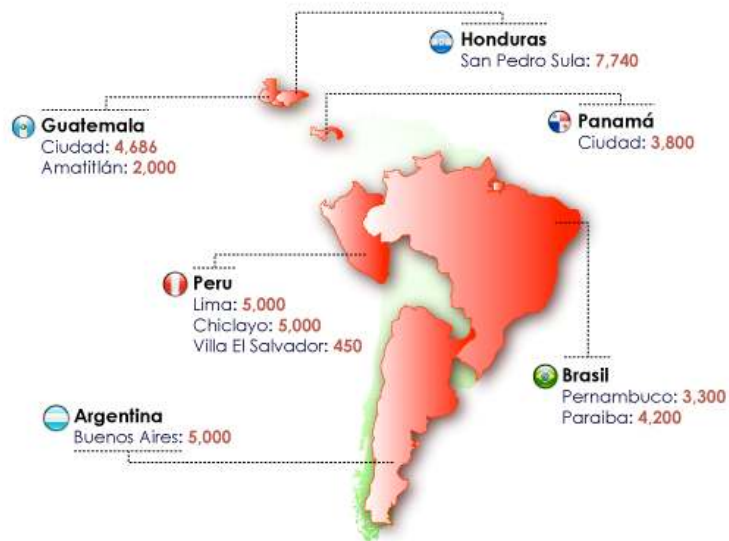 Honduras
San Pedro Sula: 7,740
Guatemala
Ciudad: 4,686
Amatitlán: 2,000
Panamá
Ciudad: 3,800
Peru
Lima: 5,000
Chiclayo: 5,000
Villa El Salvador: 450
Brasil
Pernambuco: 3,300
Paraiba: 4,200
Argentina
Buenos Aires: 5,000